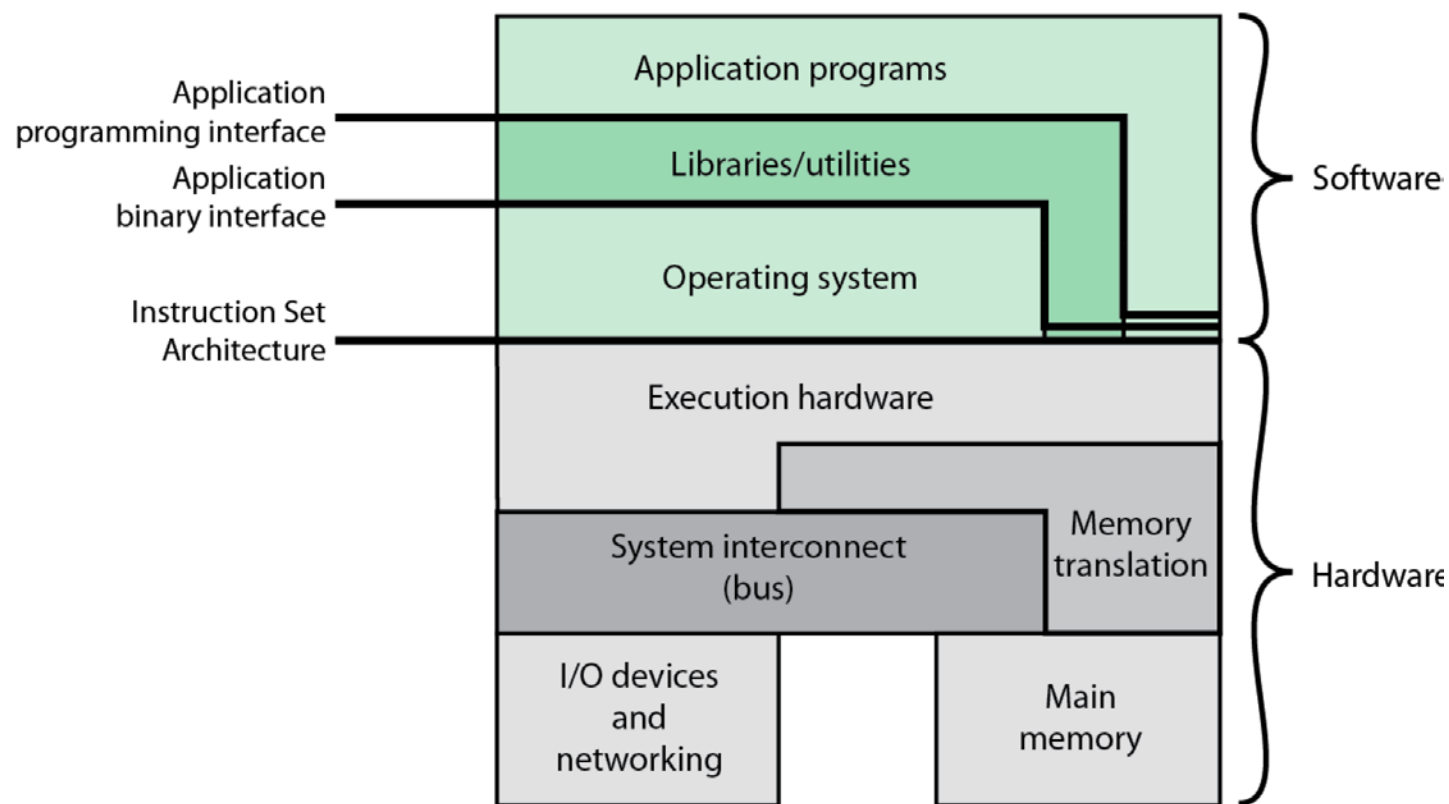 Application programs
Application
programming interface
Libraries/utilities
Application
binary interface
Software
Operating system
Instruction Set
Architecture
Execution hardware
Memory
translation
System interconnect
(bus)
Hardware
I/O devices
and
networking
Main
memory